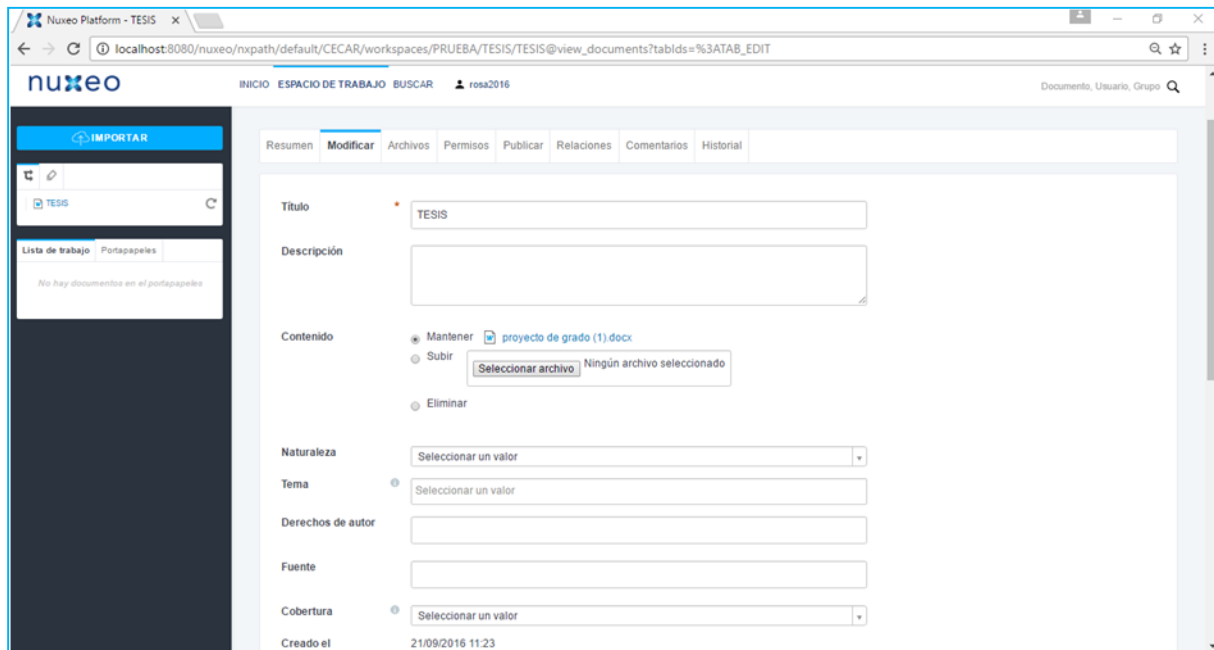 Nuxeo Platform - TESIS
localhost:8080/nuxeo/nxpath/default/CECAR/workspaces/PRUEBA/TESIS/TESIS@view_documents?tabIds=%3ATAB_EDIT
nuxeo INICIO ESPACIO DE TRABAJO BUSCAR rosa2016 Documento, Usuario, Grupo
IMPORTAR
Resumen Modificar Archivos Permisos Publicar Relaciones Comentarios Historial
TESIS
Lista de trabajo Portapapeles
No hay documentos en el portapapeles
Título * TESIS
Descripción
Contenido Mantener proyecto de grado (1).docx
Subir Seleccionar archivo Ningún archivo seleccionado
Eliminar
Naturaleza Seleccionar un valor
Tema Seleccionar un valor
Derechos de autor
Fuente
Cobertura Seleccionar un valor
Creado el 21/09/2016 11:23